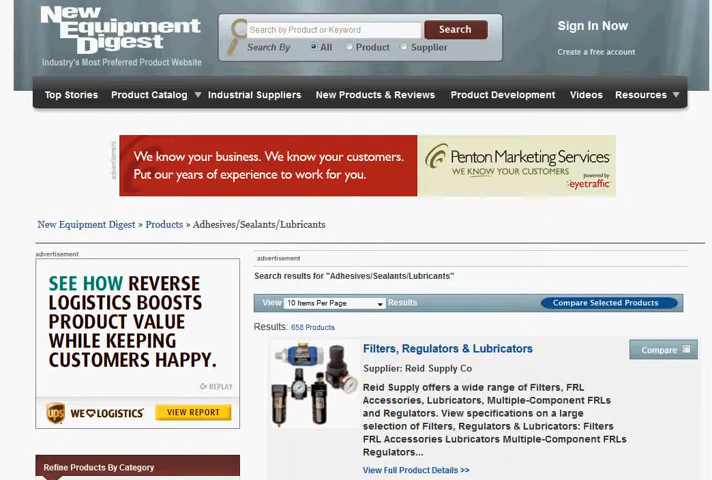 New Equipment Digest
Industry's Most Preferred Product Website
Search by Product or Keyword
Search
Search By All Product Supplier
Sign In Now
Create a free account
Top Stories Product Catalog Industrial Suppliers New Products & Reviews Product Development Videos Resources
advertisement
We know your business. We know your customers.
Put our years of experience to work for you.
Penton Marketing Services
WE KNOW YOUR CUSTOMERS
powered by
eyetraffic
New Equipment Digest » Products » Adhesives/Sealants/Lubricants
advertisement
SEE HOW REVERSE
LOGISTICS BOOSTS
PRODUCT VALUE
WHILE KEEPING
CUSTOMERS HAPPY.
REPLAY
ups WE ♥ LOGISTICS VIEW REPORT
Refine Products By Category
advertisement
Search results for "Adhesives/Sealants/Lubricants"
View 10 Items Per Page Results Compare Selected Products
Results: 658 Products
Filters, Regulators & Lubricators
Compare
Supplier: Reid Supply Co
Reid Supply offers a wide range of Filters, FRL
Accessories, Lubricators, Multiple-Component FRLs
and Regulators. View specifications on a large
selection of Filters, Regulators & Lubricators: Filters
FRL Accessories Lubricators Multiple-Component FRLs
Regulators...
View Full Product Details >>